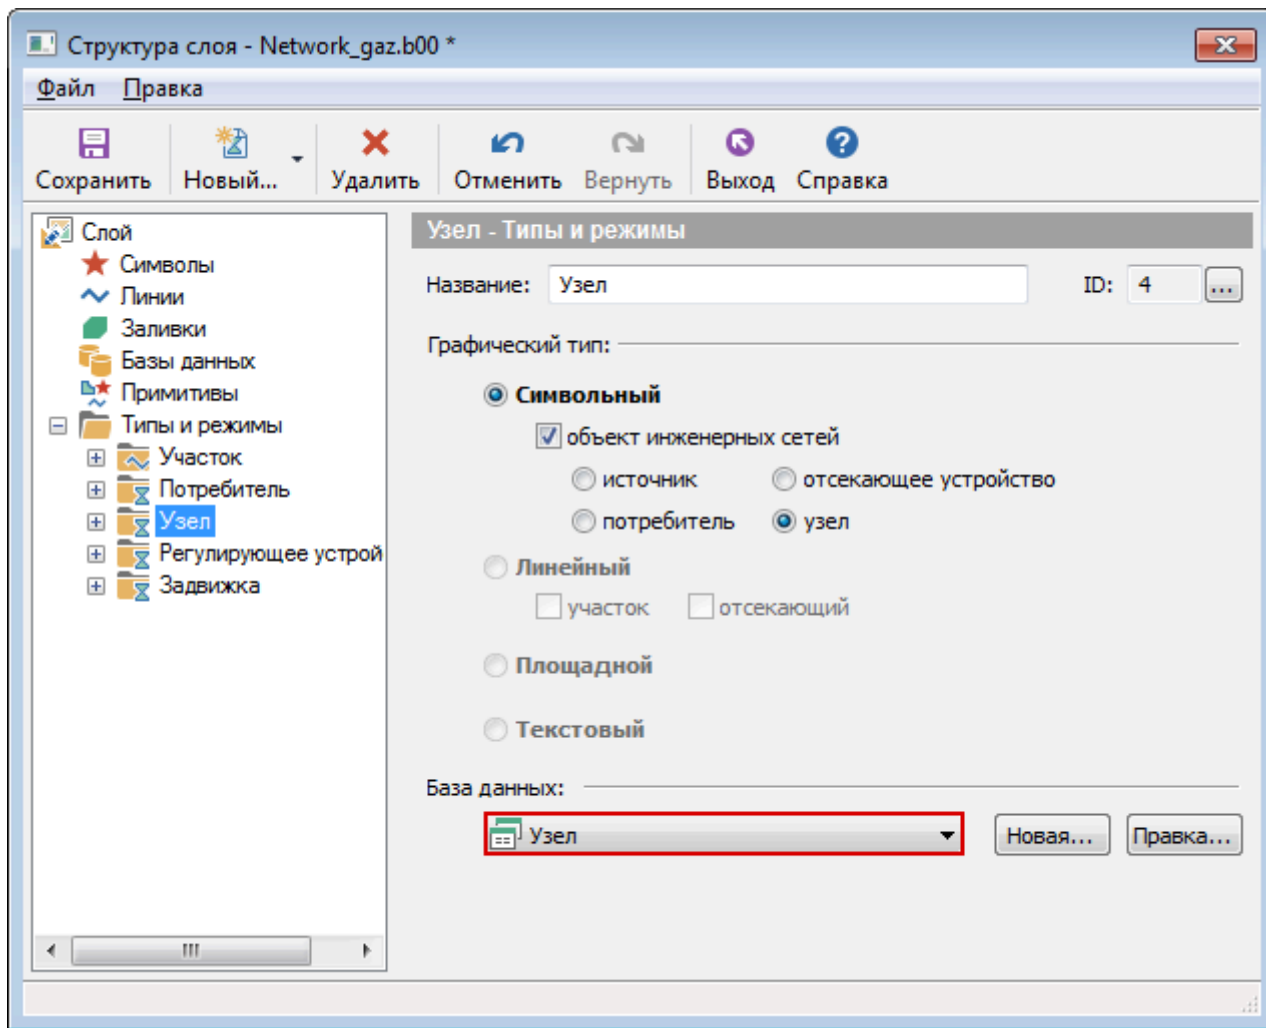 Структура слоя - Network_gaz.b00 *
Файл Правка
Сохранить Новый... Удалить Отменить Вернуть Выход Справка
Слой
Символы
Линии
Заливки
Базы данных
Примитивы
Типы и режимы
Участок
Потребитель
Узел
Регулирующее устрой
Задвижка
Узел - Типы и режимы
Название: Узел ID: 4 ...
Графический тип:
Символьный
объект инженерных сетей
источник отсекающее устройство
потребитель узел
Линейный
участок отсекающий
Площадной
Текстовый
База данных:
Узел Новая... Правка...